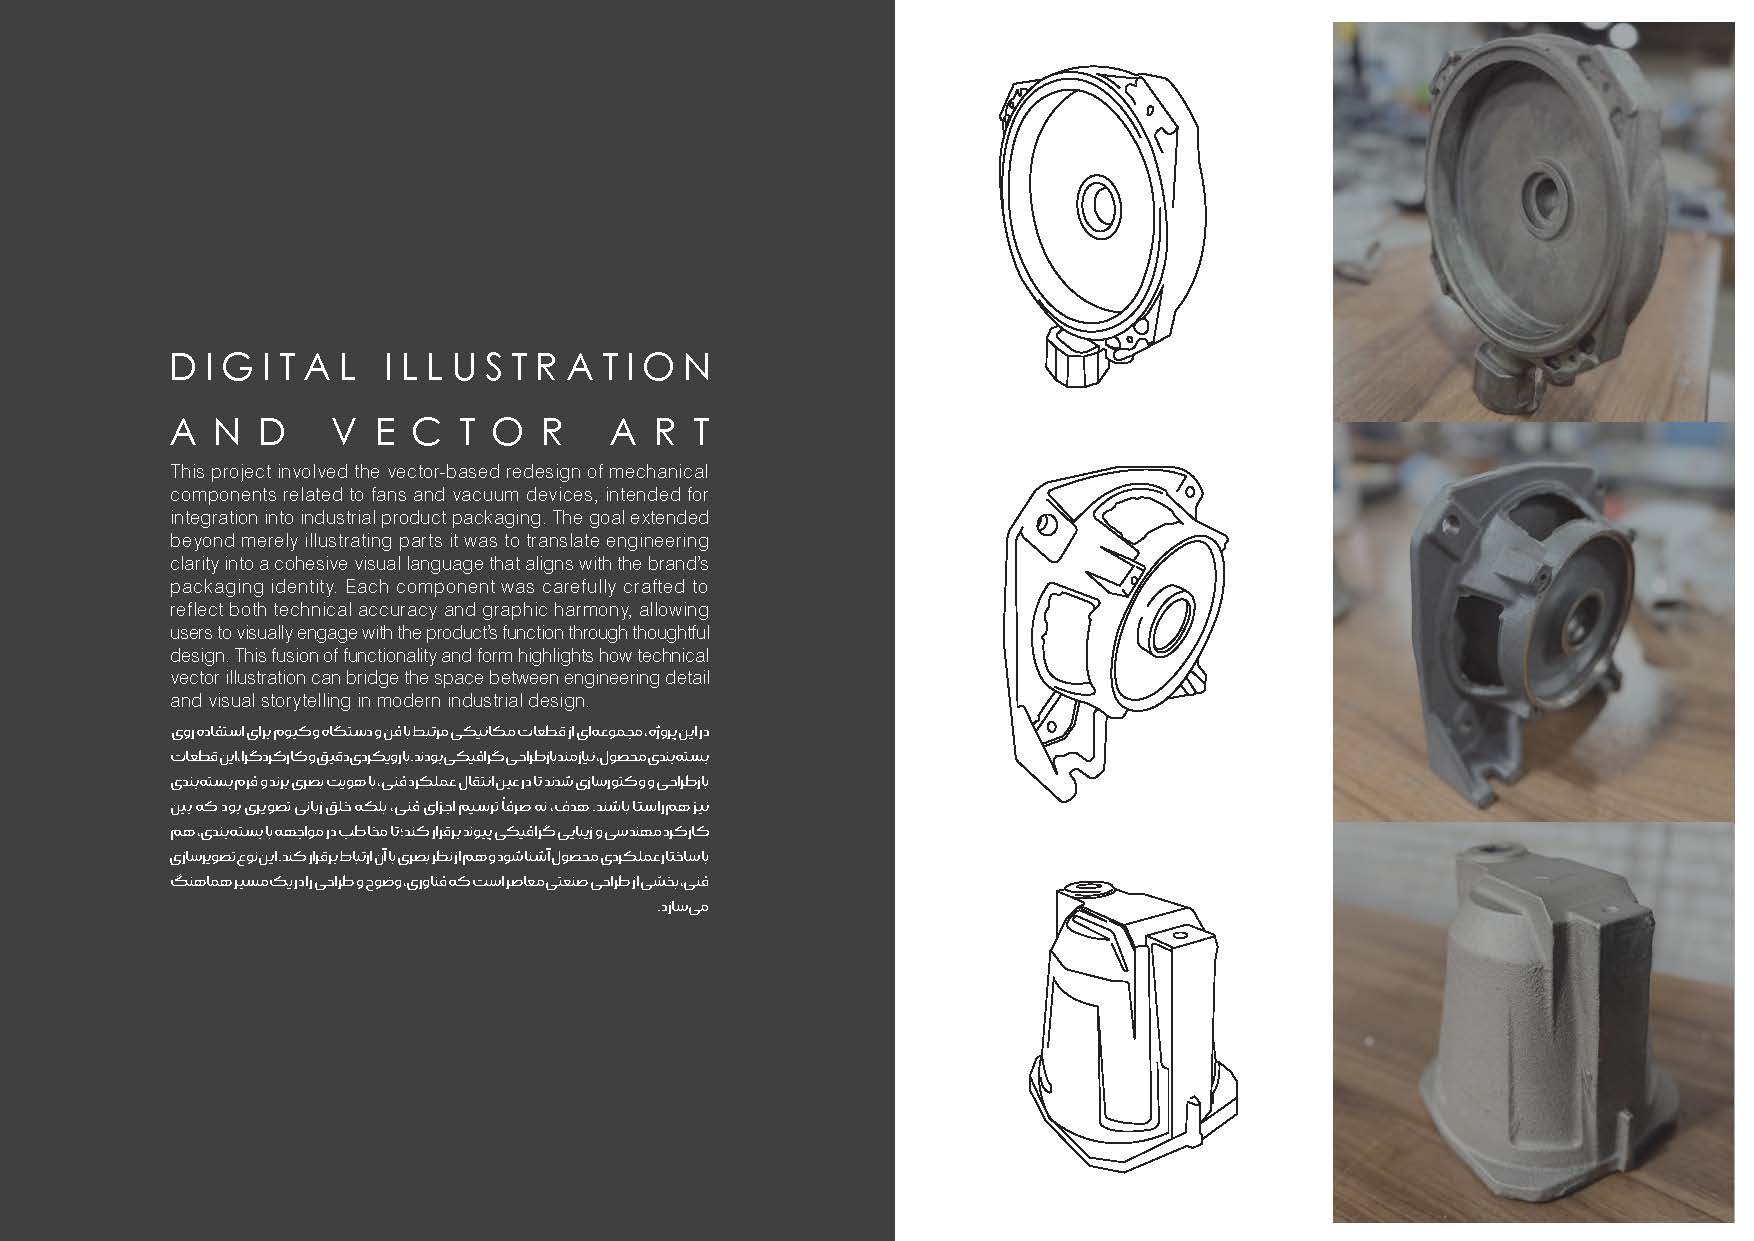 DIGITAL ILLUSTRATION
AND VECTOR ART
This project involved the vector-based redesign of mechanical
components related to fans and vacuum devices, intended for
integration into industrial product packaging. The goal extended
beyond merely illustrating parts it was to translate engineering
clarity into a cohesive visual language that aligns with the brand's
packaging identity. Each component was carefully crafted to
reflect both technical accuracy and graphic harmony, allowing
users to visually engage with the product's function through thoughtful
design. This fusion of functionality and form highlights how technical
vector illustration can bridge the space between engineering detail
and visual storytelling in modern industrial design.
در این پروژه، مجموعه‌ای از قطعات مکانیکی مرتبط با فن و دستگاه وکیوم برای استفاده روی
بسته‌بندی محصول، نیازمند بازطراحی گرافیکی بودند. با رویکردی دقیق و کارکردگرا، این قطعات
بازطراحی و وکتورسازی شدند تا در عین انتقال عملکرد فنی، با هویت بصری برند و فرم بسته‌بندی
نیز هم‌راستا باشند. هدف، نه صرفاً ترسیم اجزای فنی، بلکه خلق زبانی تصویری بود که بین
کارکرد مهندسی و زیبایی گرافیکی پیوند برقرار کند؛ تا مخاطب در مواجهه با بسته‌بندی، هم
با ساختار عملکردی محصول آشنا شود و هم از نظر بصری با آن ارتباط برقرار کند. این نوع تصویرسازی
فنی، بخشی از طراحی صنعتی معاصر است که فناوری، وضوح و طراحی را در یک مسیر هماهنگ
می‌سازد.